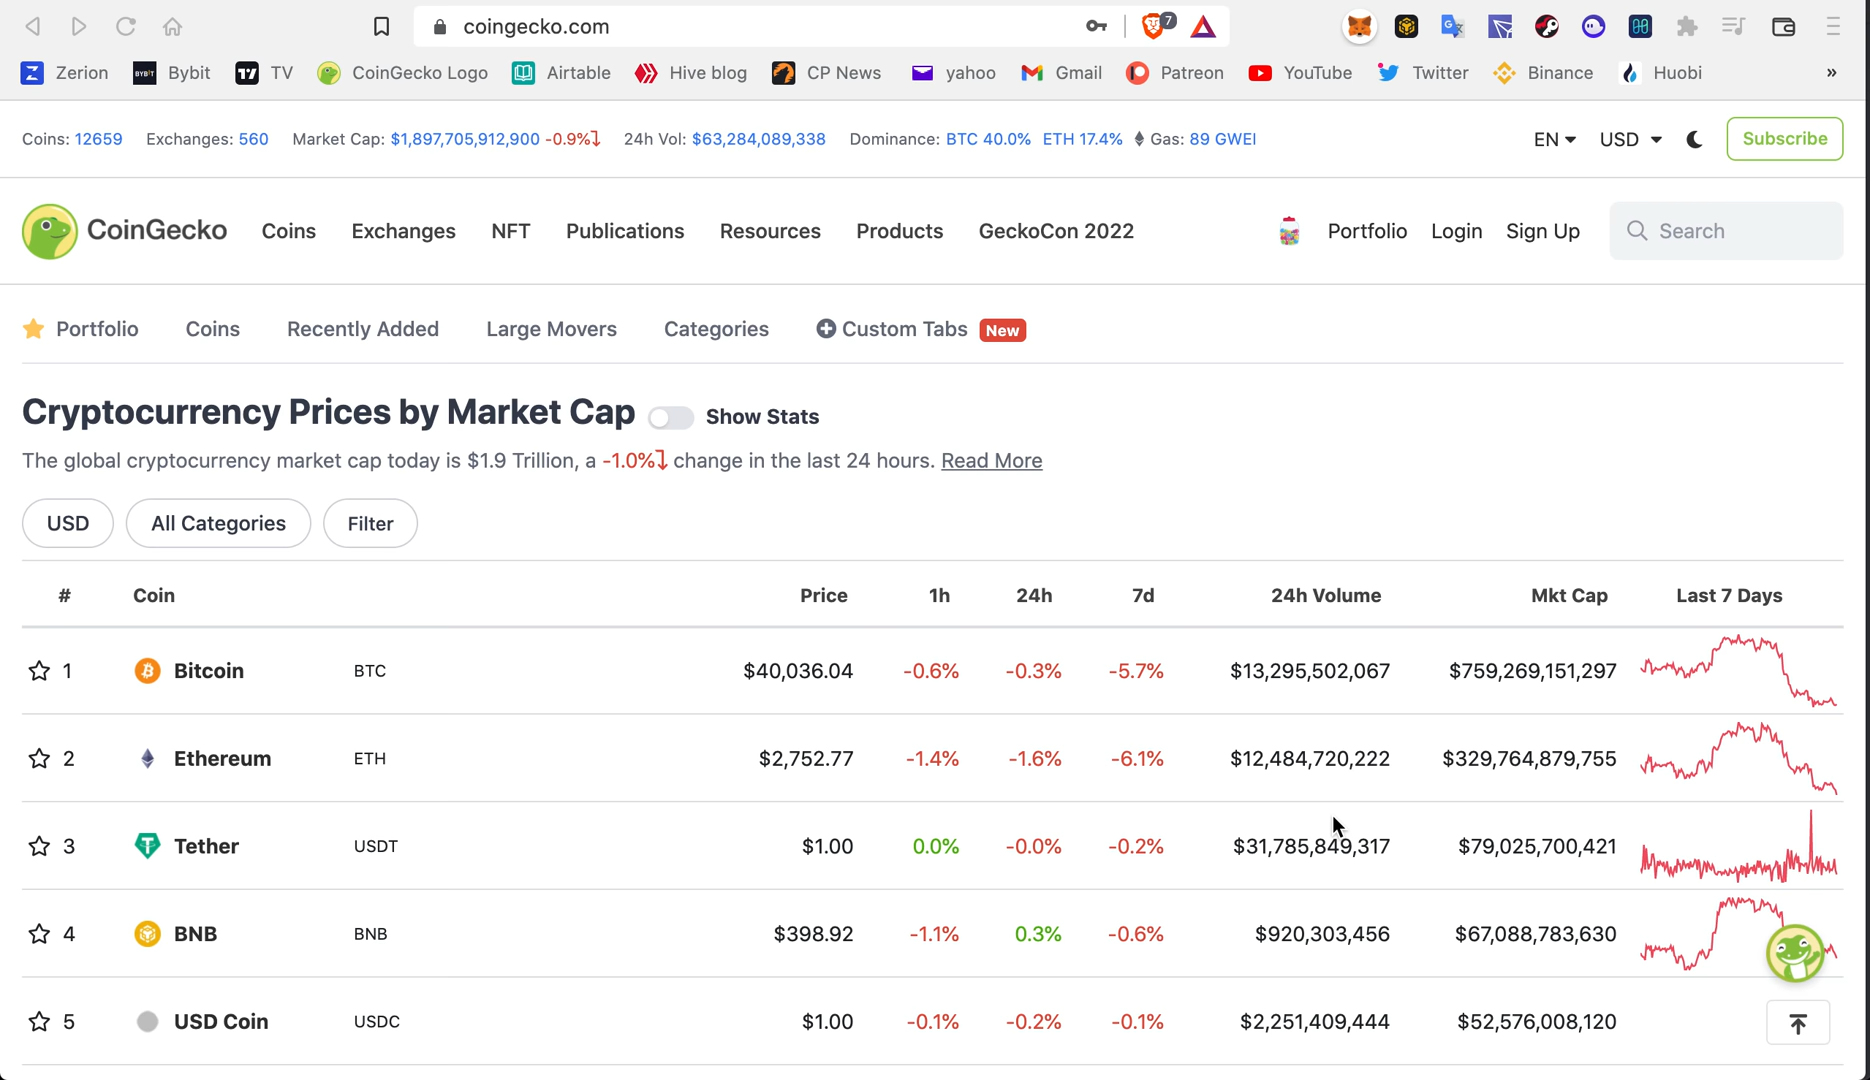 coingecko.com 7
Zerion BYBIT Bybit TV CoinGecko Logo Airtable Hive blog CP News yahoo Gmail Patreon YouTube Twitter Binance Huobi »
Coins: 12659 Exchanges: 560 Market Cap: $1,897,705,912,900 -0.9% 24h Vol: $63,284,089,338 Dominance: BTC 40.0% ETH 17.4% Gas: 89 GWEI EN USD Subscribe
CoinGecko Coins Exchanges NFT Publications Resources Products GeckoCon 2022 Portfolio Login Sign Up Search
Portfolio Coins Recently Added Large Movers Categories Custom Tabs New
Cryptocurrency Prices by Market Cap Show Stats
The global cryptocurrency market cap today is $1.9 Trillion, a -1.0% change in the last 24 hours. Read More
USD All Categories Filter
# Coin Price 1h 24h 7d 24h Volume Mkt Cap Last 7 Days
1 Bitcoin BTC $40,036.04 -0.6% -0.3% -5.7% $13,295,502,067 $759,269,151,297
2 Ethereum ETH $2,752.77 -1.4% -1.6% -6.1% $12,484,720,222 $329,764,879,755
3 Tether USDT $1.00 0.0% -0.0% -0.2% $31,785,849,317 $79,025,700,421
4 BNB BNB $398.92 -1.1% 0.3% -0.6% $920,303,456 $67,088,783,630
5 USD Coin USDC $1.00 -0.1% -0.2% -0.1% $2,251,409,444 $52,576,008,120